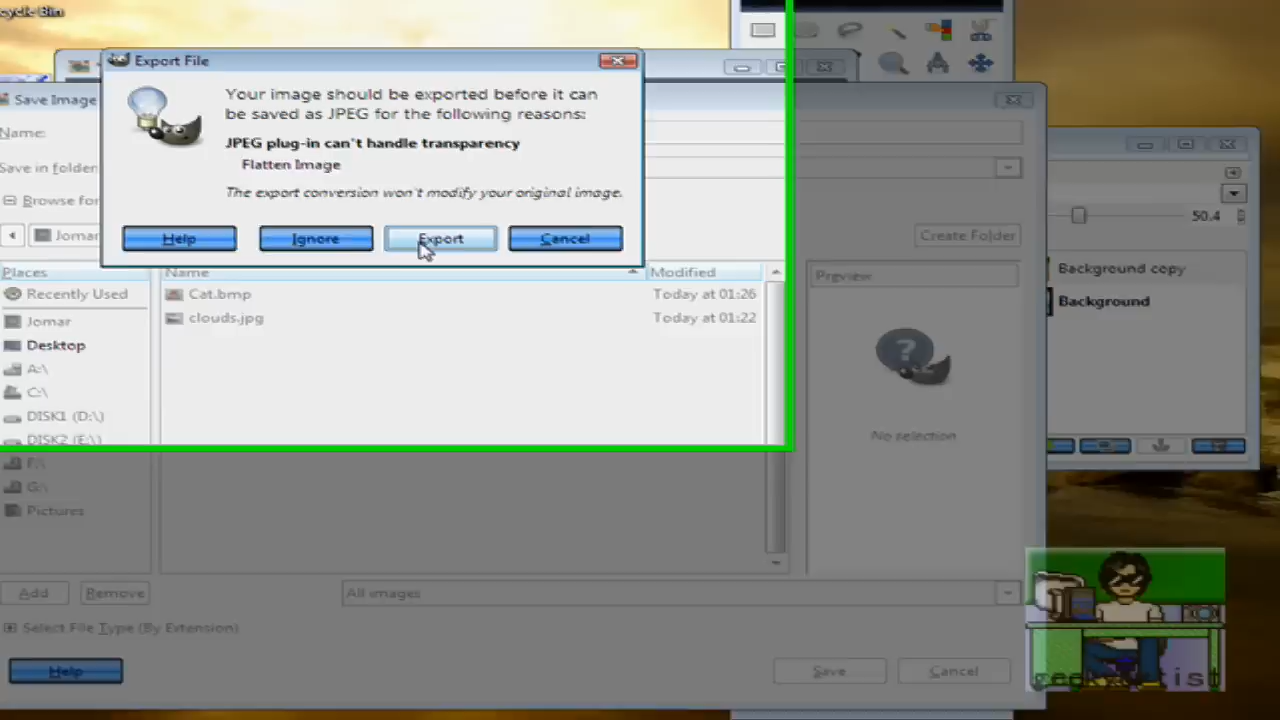 cycle Bin
Export File
Your image should be exported before it can
be saved as JPEG for the following reasons:
JPEG plug-in can't handle transparency
Flatten Image
The export conversion won't modify your original image.
Help Ignore Export Cancel
Save Image
Name:
Save in folder
Browse for
Jomar
Create Folder
50.4
Background copy
Background
Places
Name Modified
Preview
Recently Used
Cat.bmp Today at 01:26
Jomar
clouds.jpg Today at 01:22
Desktop
A:\
C:\
DISK1 (D:\)
DISK2 (E:\)
No selection
F:\
G:\
Pictures
Add Remove All images
Select File Type (By Extension)
Help Save Cancel